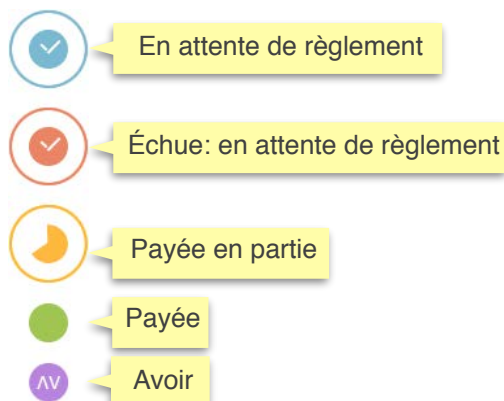 En attente de règlement
Échue: en attente de règlement
Payée en partie
Payée
AV Avoir